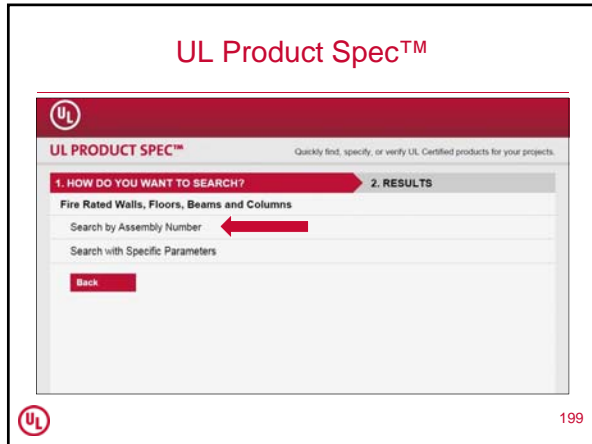 UL Product Spec™
UL
UL PRODUCT SPEC™ Quickly find, specify, or verify UL Certified products for your projects.
1. HOW DO YOU WANT TO SEARCH? 2. RESULTS
Fire Rated Walls, Floors, Beams and Columns
Search by Assembly Number
Search with Specific Parameters
Back
UL 199